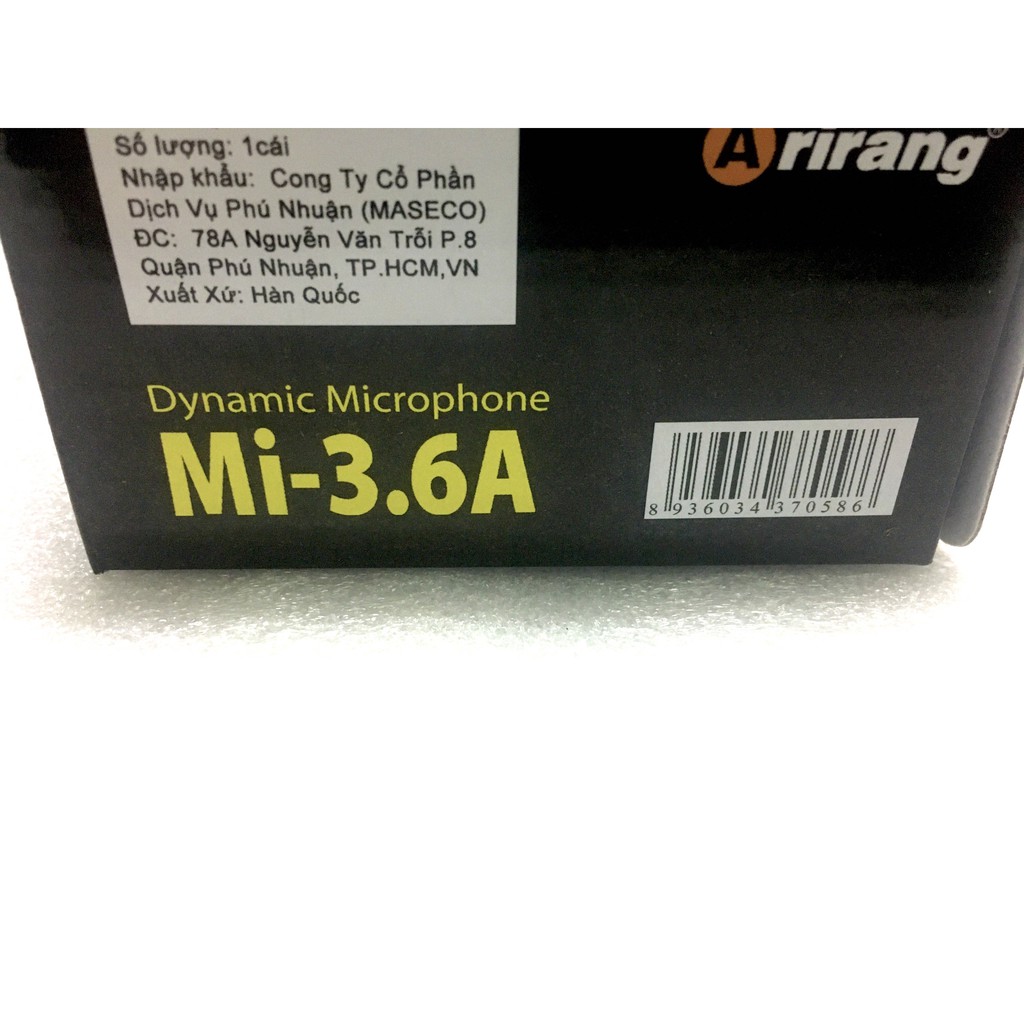 Số lượng: 1cái
Nhập khẩu: Cong Ty Cổ Phần
Dịch Vụ Phú Nhuận (MASECO)
ĐC: 78A Nguyễn Văn Trỗi P.8
Quận Phú Nhuận, TP.HCM,VN
Xuất Xứ: Hàn Quốc
Arirang®
Dynamic Microphone
Mi-3.6A
8 936034 370586